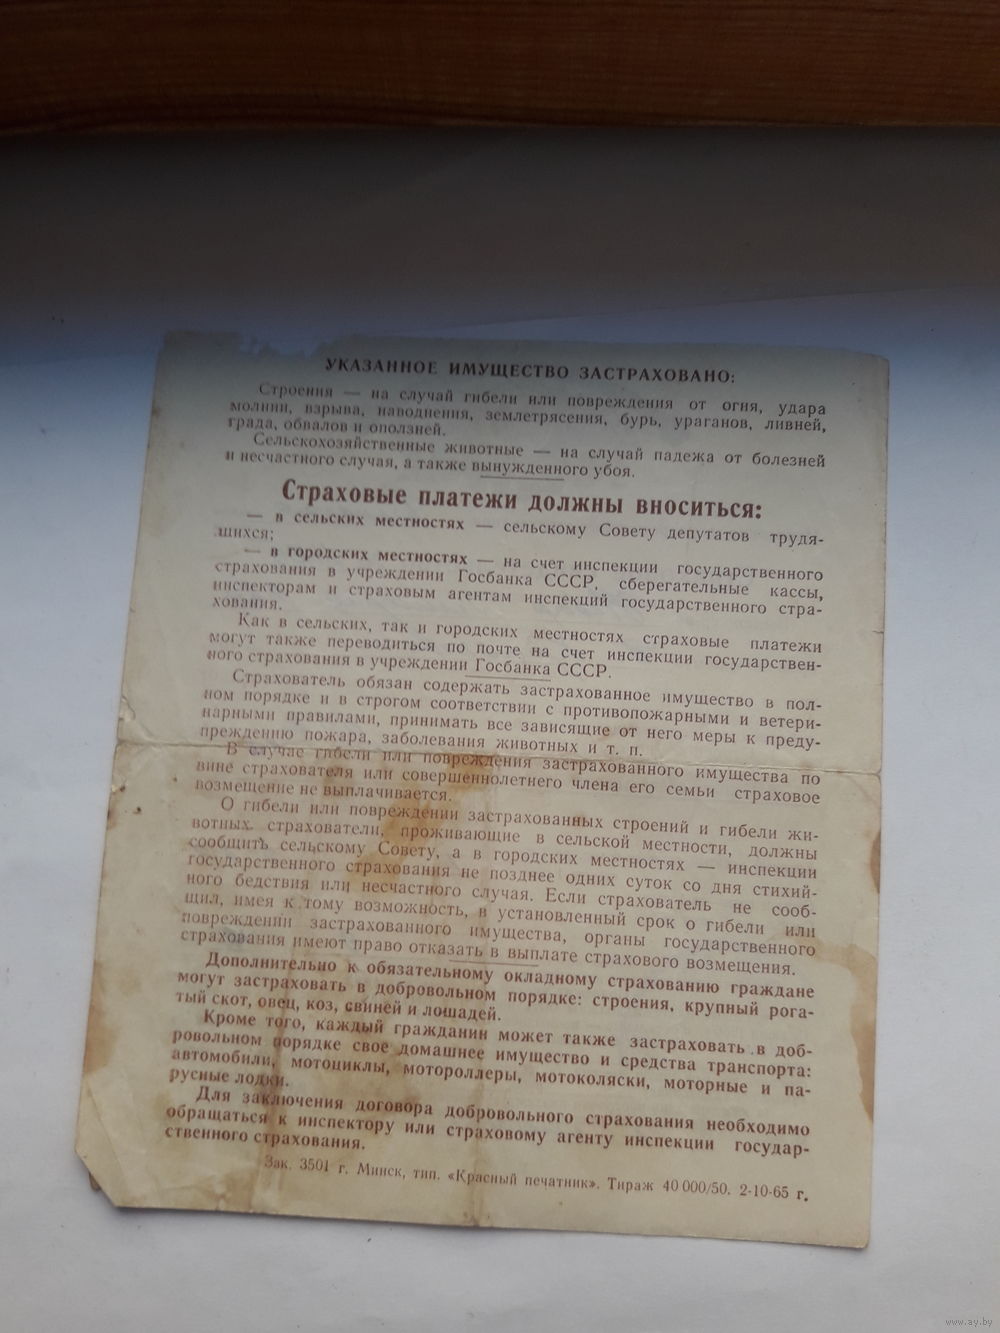 УКАЗАННОЕ ИМУЩЕСТВО ЗАСТРАХОВАНО:
Строения — на случай гибели или повреждения от огня, удара
молнии, взрыва, наводнения, землетрясения, бурь, ураганов, ливней,
града, обвалов и оползней.
Сельскохозяйственные животные — на случай падежа от болезней
и несчастного случая, а также вынужденного убоя.
Страховые платежи должны вноситься:
— в сельских местностях — сельскому Совету депутатов трудя-
щихся;
— в городских местностях — на счет инспекции государственного
страхования в учреждении Госбанка СССР, сберегательные кассы,
инспекторам и страховым агентам инспекций государственного стра-
хования.
Как в сельских, так и городских местностях страховые платежи
могут также переводиться по почте на счет инспекции государствен-
ного страхования в учреждении Госбанка СССР.
Страхователь обязан содержать застрахованное имущество в пол-
ном порядке и в строгом соответствии с противопожарными и ветери-
нарными правилами, принимать все зависящие от него меры к преду-
преждению пожара, заболевания животных и т. п.
В случае гибели или повреждения застрахованного имущества по
вине страхователя или совершеннолетнего члена его семьи страховое
возмещение не выплачивается.
О гибели или повреждении застрахованных строений и гибели жи-
вотных страхователи, проживающие в сельской местности, должны
сообщить сельскому Совету, а в городских местностях — инспекции
государственного страхования не позднее одних суток со дня стихий-
ного бедствия или несчастного случая. Если страхователь не сооб-
щил, имея к тому возможность, в установленный срок о гибели или
повреждении застрахованного имущества, органы государственного
страхования имеют право отказать в выплате страхового возмещения.
Дополнительно к обязательному окладному страхованию граждане
могут застраховать в добровольном порядке: строения, крупный рога-
тый скот, овец, коз, свиней и лошадей.
Кроме того, каждый гражданин может также застраховать в доб-
ровольном порядке свое домашнее имущество и средства транспорта:
автомобили, мотоциклы, мотороллеры, мотоколяски, моторные и па-
русные лодки.
Для заключения договора добровольного страхования необходимо
обращаться к инспектору или страховому агенту инспекции государ-
ственного страхования.
Зак. 3501 г. Минск, тип. «Красный печатник». Тираж 40 000/50. 2-10-65 г.
www.ay.by